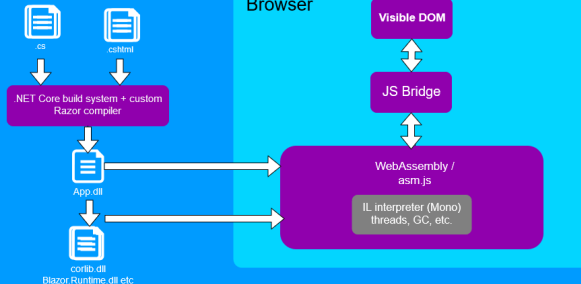 Browser
Visible DOM
.cs
.cshtml
JS Bridge
.NET Core build system + custom
Razor compiler
WebAssembly /
asm.js
App.dll
IL interpreter (Mono)
threads, GC, etc.
corlib.dll
Blazor.Runtime.dll etc